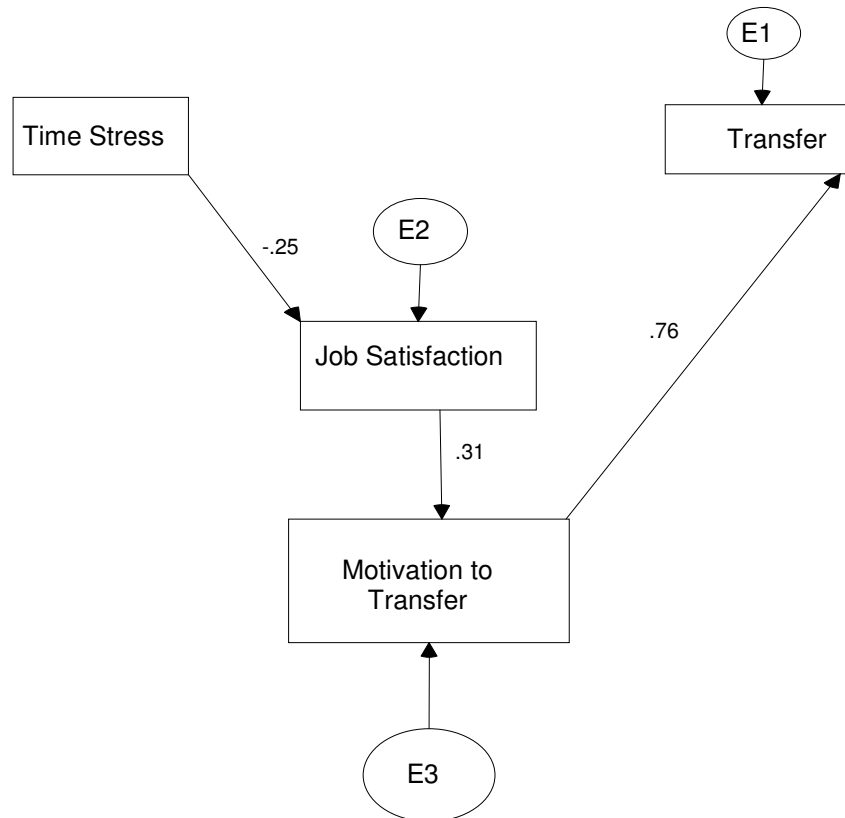 E1
Time Stress
Transfer
E2
-.25
.76
Job Satisfaction
.31
Motivation to
Transfer
E3